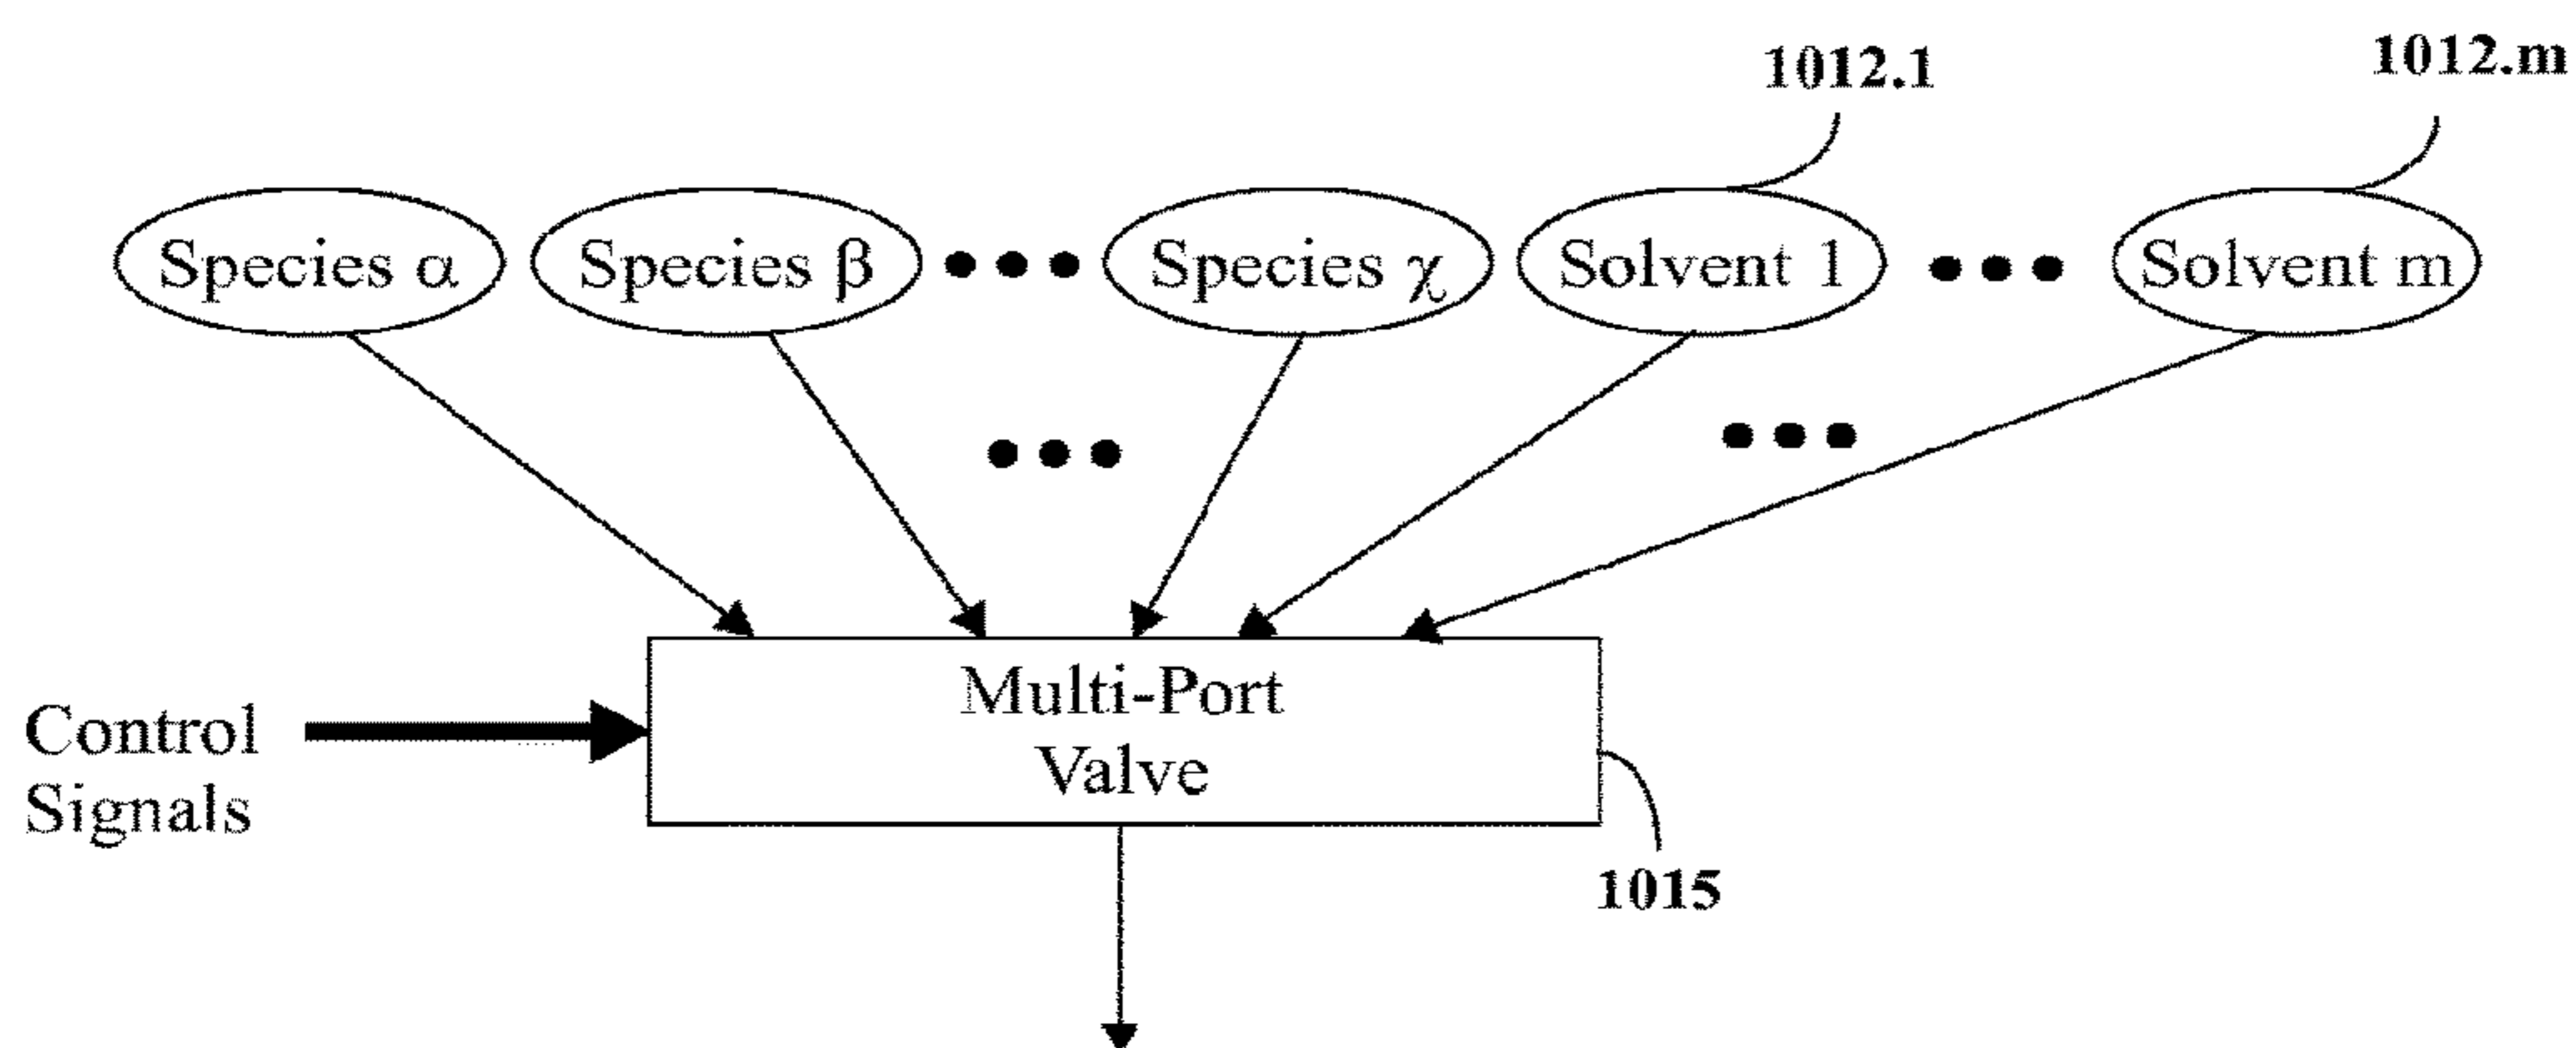 1012.1
1012.m
Species α
Species β
Species χ
Solvent 1
Solvent m
Multi-Port
Valve
Control
Signals
1015